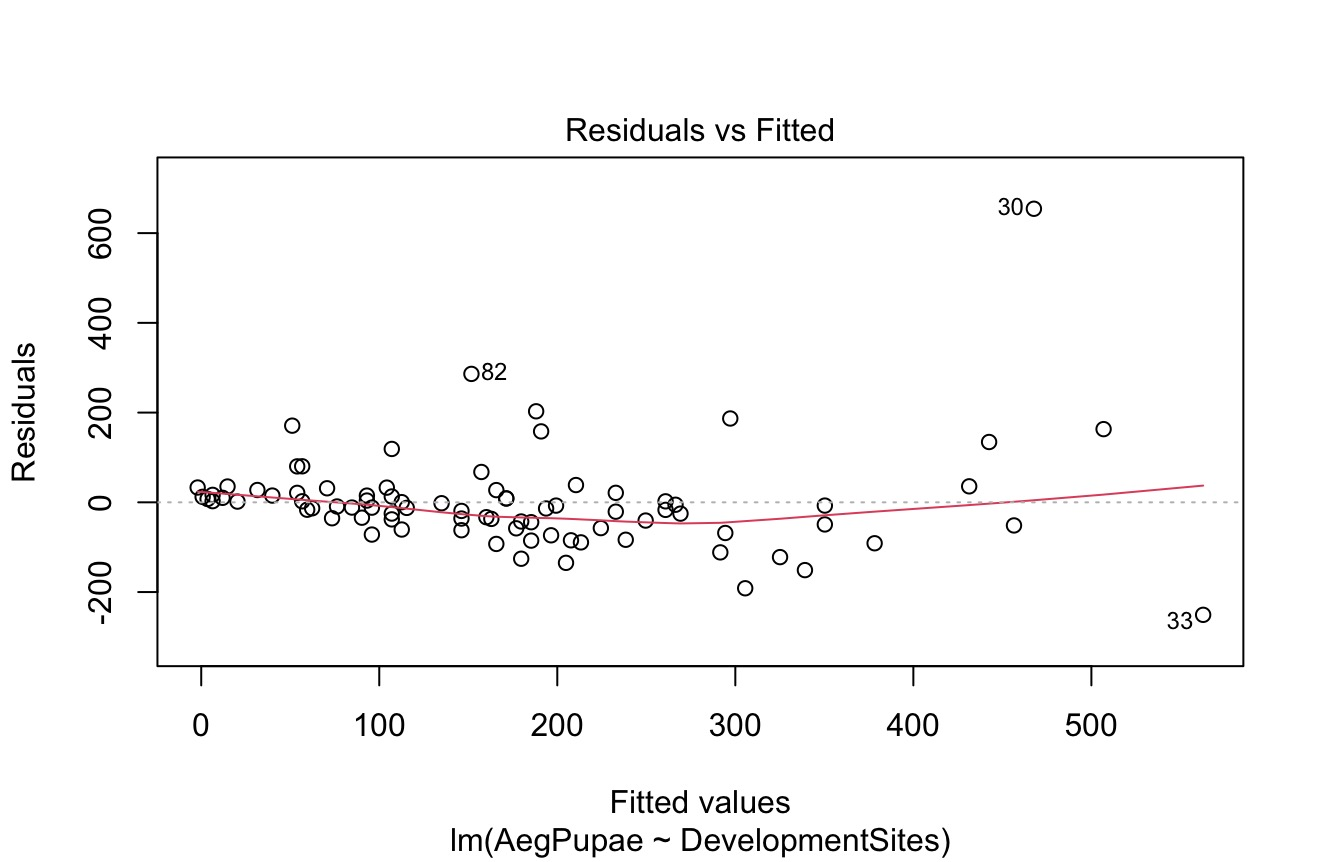 Residuals vs Fitted
Residuals
600
400
200
0
-200
30
82
33
0 100 200 300 400 500
Fitted values
lm(AegPupae ~ DevelopmentSites)